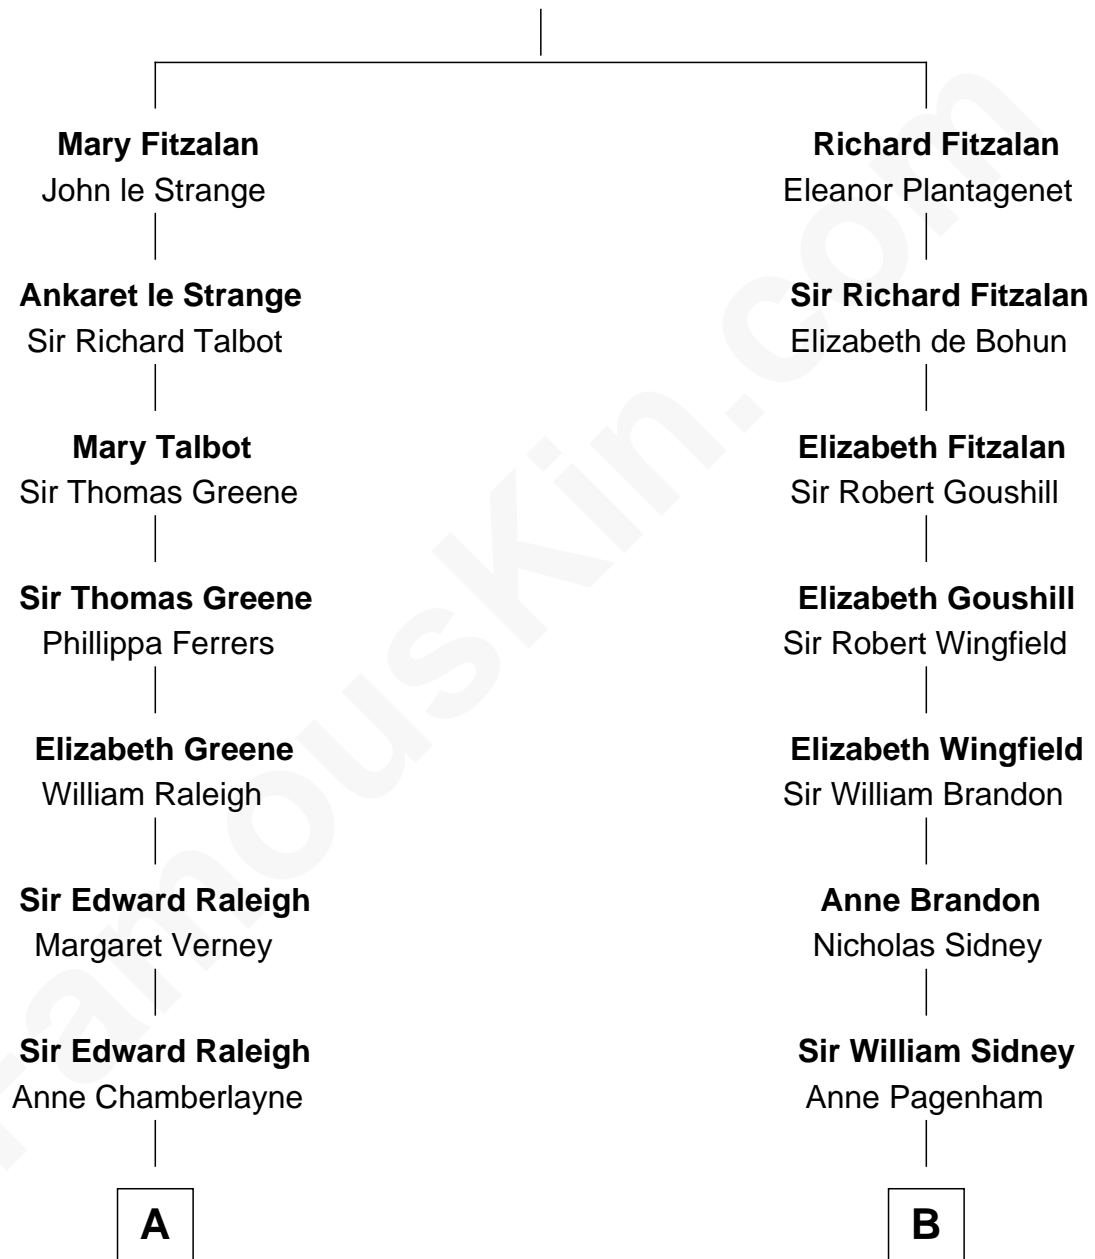 Mary Fitzalan
John le Strange
Ankaret le Strange
Sir Richard Talbot
Mary Talbot
Sir Thomas Greene
Sir Thomas Greene
Phillippa Ferrers
Elizabeth Greene
William Raleigh
Sir Edward Raleigh
Margaret Verney
Sir Edward Raleigh
Anne Chamberlayne
A
Richard Fitzalan
Eleanor Plantagenet
Sir Richard Fitzalan
Elizabeth de Bohun
Elizabeth Fitzalan
Sir Robert Goushill
Elizabeth Goushill
Sir Robert Wingfield
Elizabeth Wingfield
Sir William Brandon
Anne Brandon
Nicholas Sidney
Sir William Sidney
Anne Pagenham
B
FamousKin.com